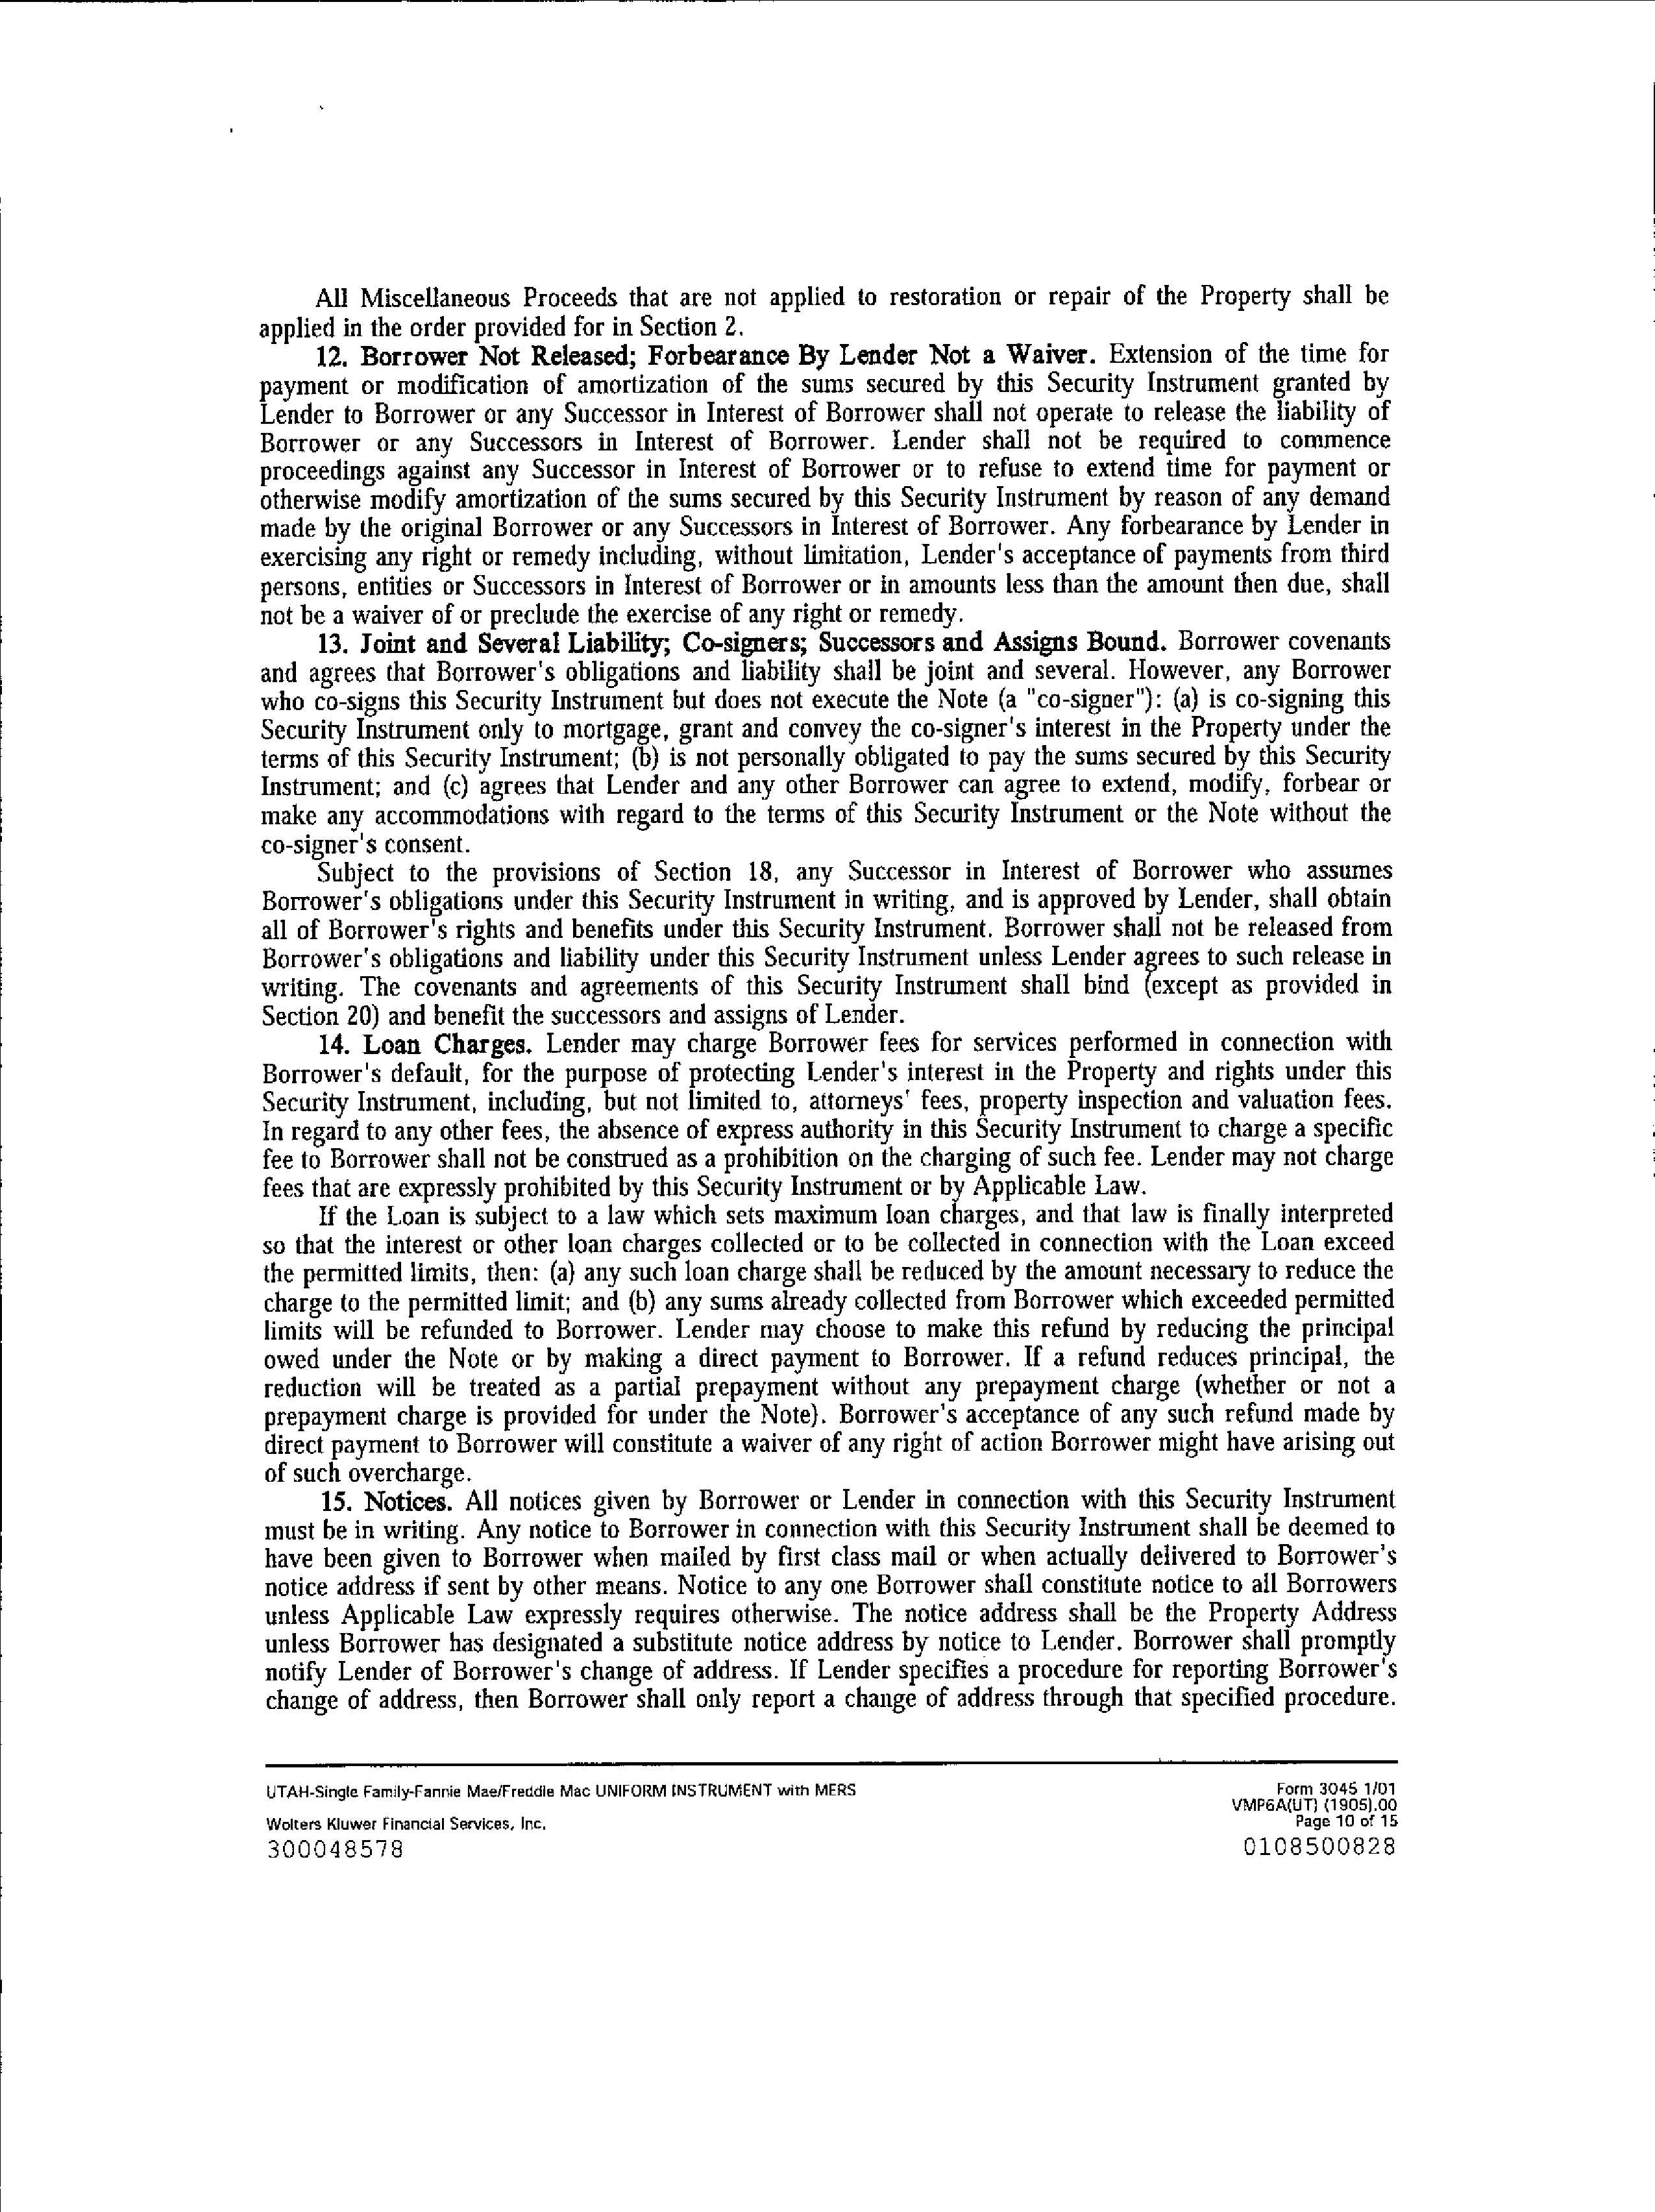 All Miscellaneous Proceeds that are not applied to restoration or repair of the Property shall be
applied in the order provided for in Section 2.
12. Borrower Not Released; Forbearance By Lender Not a Waiver. Extension of the time for
payment or modification of amortization of the sums secured by this Security Instrument granted by
Lender to Borrower or any Successor in Interest of Borrower shall not operate to release the liability of
Borrower or any Successors in Interest of Borrower. Lender shall not be required to commence
proceedings against any Successor in Interest of Borrower or to refuse to extend time for payment or
otherwise modify amortization of the sums secured by this Security Instrument by reason of any demand
made by the original Borrower or any Successors in Interest of Borrower. Any forbearance by Lender in
exercising any right or remedy including, without limitation, Lender's acceptance of payments from third
persons, entities or Successors in Interest of Borrower or in amounts less than the amount then due, shall
not be a waiver of or preclude the exercise of any right or remedy.
13. Joint and Several Liability; Co-signers; Successors and Assigns Bound. Borrower covenants
and agrees that Borrower's obligations and liability shall be joint and several. However, any Borrower
who co-signs this Security Instrument but does not execute the Note (a "co-signer"): (a) is co-signing this
Security Instrument only to mortgage, grant and convey the co-signer's interest in the Property under the
terms of this Security Instrument; (b) is not personally obligated to pay the sums secured by this Security
Instrument; and (c) agrees that Lender and any other Borrower can agree to extend, modify, forbear or
make any accommodations with regard to the terms of this Security Instrument or the Note without the
co-signer's consent.
Subject to the provisions of Section 18, any Successor in Interest of Borrower who assumes
Borrower's obligations under this Security Instrument in writing, and is approved by Lender, shall obtain
all of Borrower's rights and benefits under this Security Instrument. Borrower shall not be released from
Borrower's obligations and liability under this Security Instrument unless Lender agrees to such release in
writing. The covenants and agreements of this Security Instrument shall bind (except as provided in
Section 20) and benefit the successors and assigns of Lender.
14. Loan Charges. Lender may charge Borrower fees for services performed in connection with
Borrower's default, for the purpose of protecting Lender's interest in the Property and rights under this
Security Instrument, including, but not limited to, attorneys' fees, property inspection and valuation fees.
In regard to any other fees, the absence of express authority in this Security Instrument to charge a specific
fee to Borrower shall not be construed as a prohibition on the charging of such fee. Lender may not charge
fees that are expressly prohibited by this Security Instrument or by Applicable Law.
If the Loan is subject to a law which sets maximum loan charges, and that law is finally interpreted
so that the interest or other loan charges collected or to be collected in connection with the Loan exceed
the permitted limits, then: (a) any such loan charge shall be reduced by the amount necessary to reduce the
charge to the permitted limit; and (b) any sums already collected from Borrower which exceeded permitted
limits will be refunded to Borrower. Lender may choose to make this refund by reducing the principal
owed under the Note or by making a direct payment to Borrower. If a refund reduces principal, the
reduction will be treated as a partial prepayment without any prepayment charge (whether or not a
prepayment charge is provided for under the Note). Borrower's acceptance of any such refund made by
direct payment to Borrower will constitute a waiver of any right of action Borrower might have arising out
of such overcharge.
15. Notices. All notices given by Borrower or Lender in connection with this Security Instrument
must be in writing. Any notice to Borrower in connection with this Security Instrument shall be deemed to
have been given to Borrower when mailed by first class mail or when actually delivered to Borrower's
notice address if sent by other means. Notice to any one Borrower shall constitute notice to all Borrowers
unless Applicable Law expressly requires otherwise. The notice address shall be the Property Address
unless Borrower has designated a substitute notice address by notice to Lender. Borrower shall promptly
notify Lender of Borrower's change of address. If Lender specifies a procedure for reporting Borrower's
change of address, then Borrower shall only report a change of address through that specified procedure.
UTAH-Single Family-Fannie Mae/Freddie Mac UNIFORM INSTRUMENT with MERS
Form 3045 1/01
VMP6A(UT) (1905).00
Wolters Kluwer Financial Services, Inc.
Page 10 of 15
300048578
0108500828